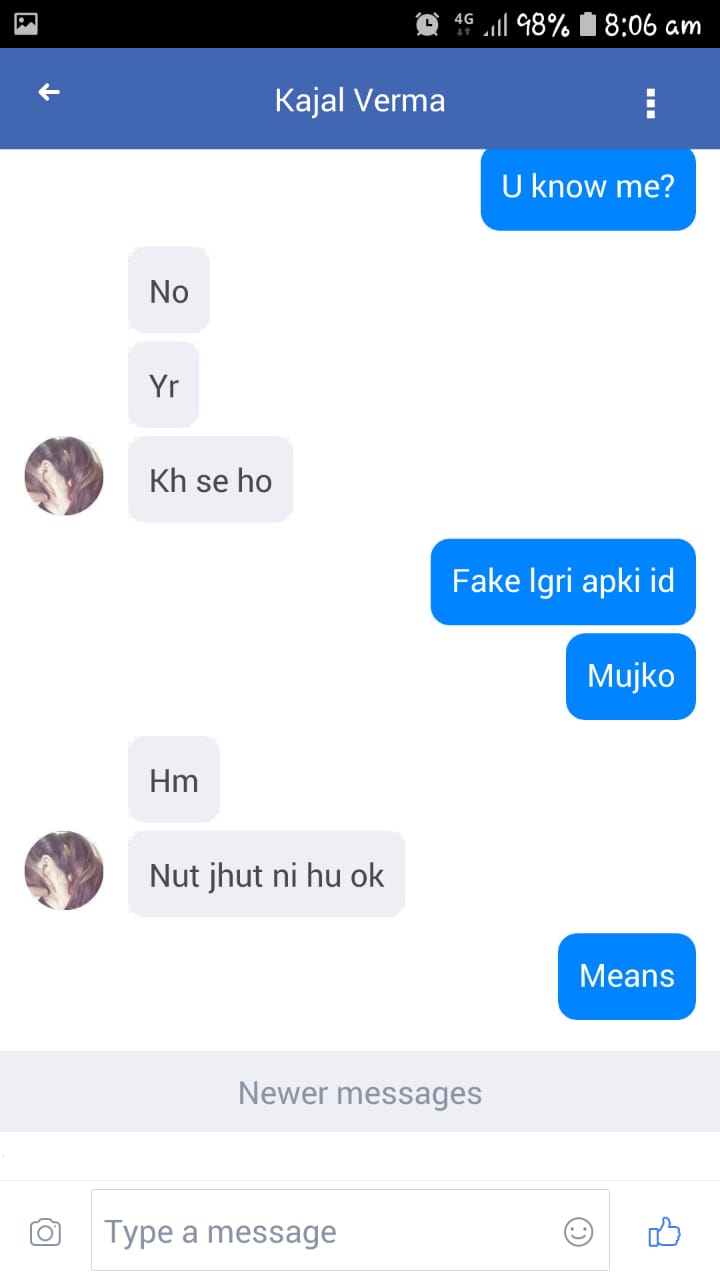 4G 98% 8:06 am
Kajal Verma
U know me?
No
Yr
Kh se ho
Fake lgri apki id
Mujko
Hm
Nut jhut ni hu ok
Means
Newer messages
Type a message